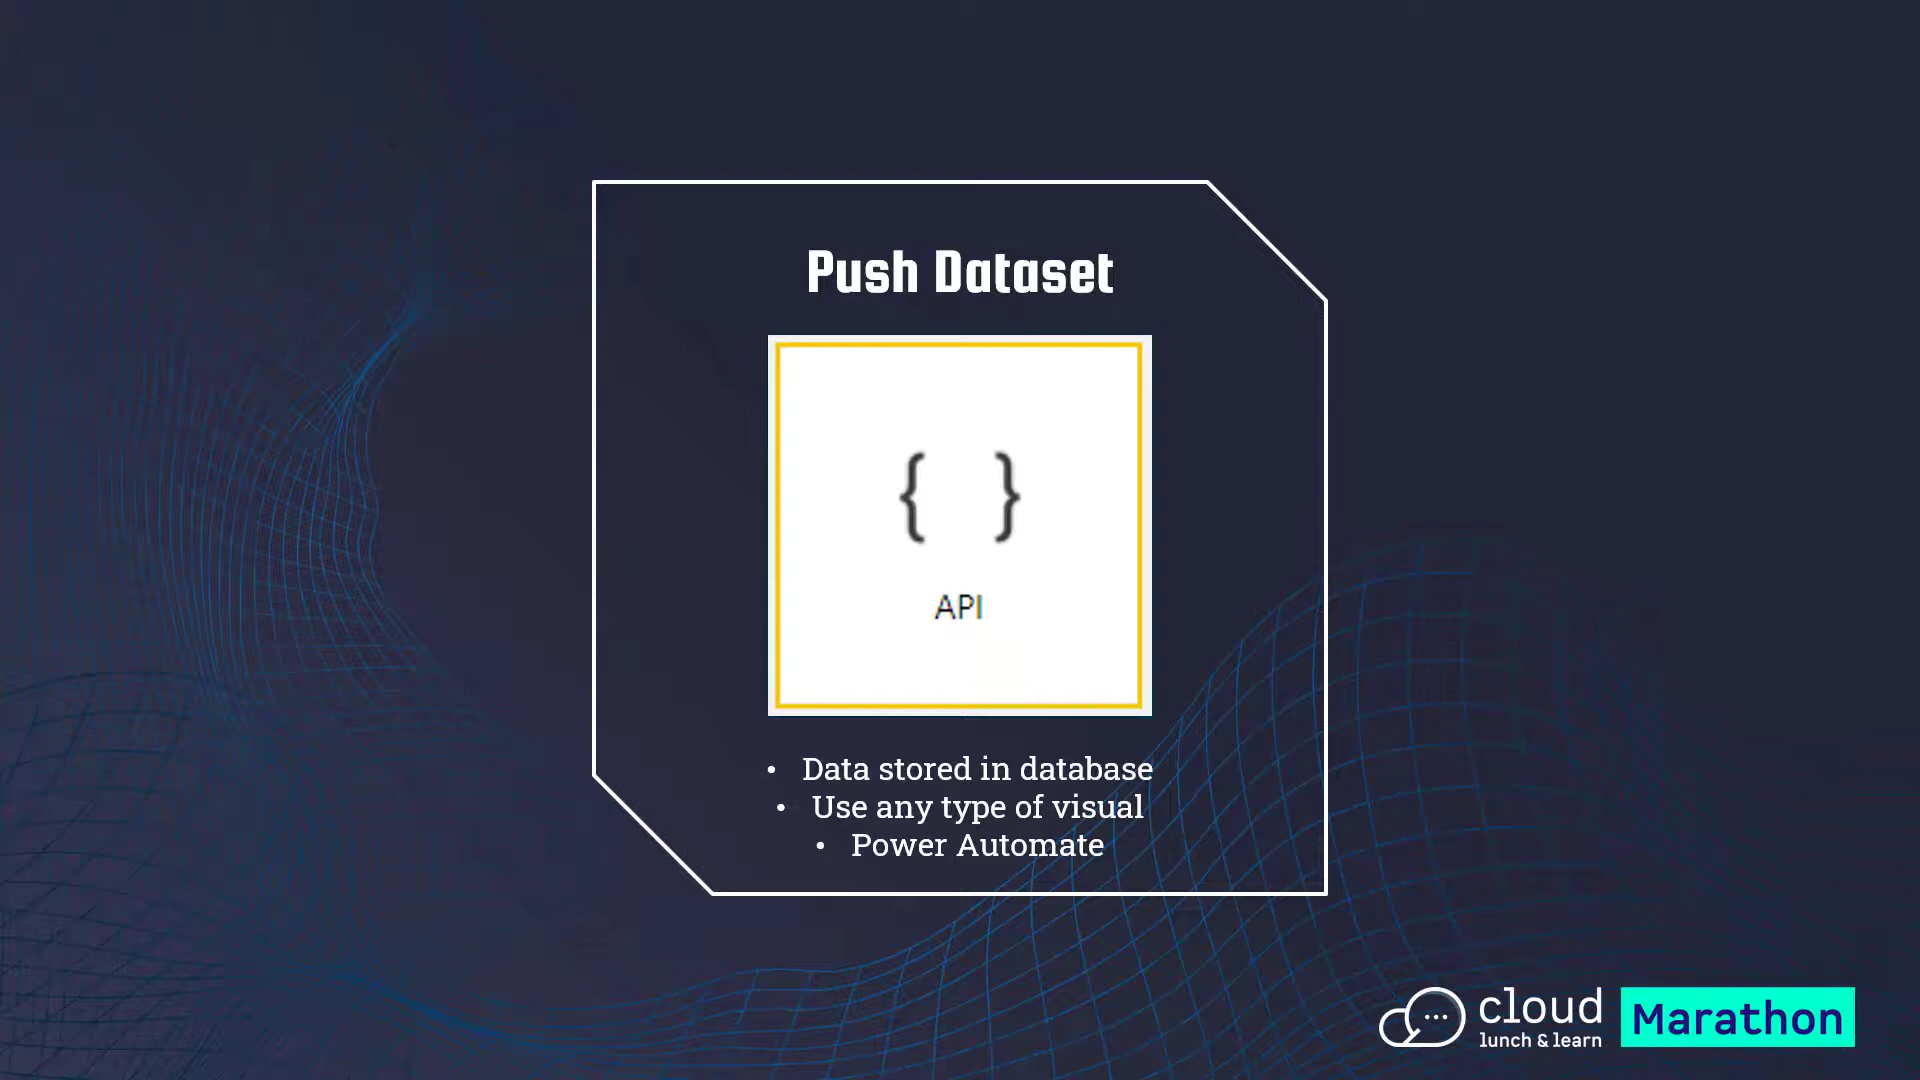 Push Dataset
{ }
API
• Data stored in database
• Use any type of visual
• Power Automate
cloud
lunch & learn
Marathon